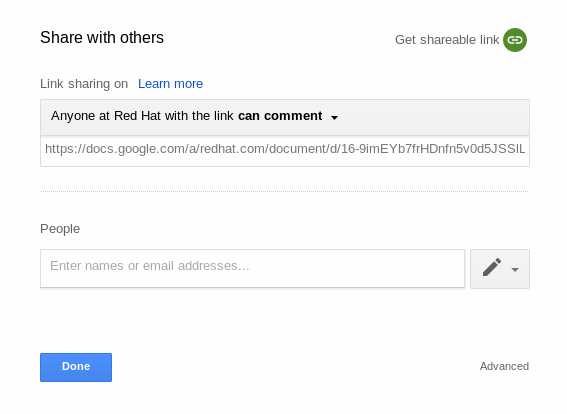 Share with others
Get shareable link
Link sharing on Learn more
Anyone at Red Hat with the link can comment
https://docs.google.com/a/redhat.com/document/d/16-9imEYb7frHDnfn5v0d5JSSIL
People
Enter names or email addresses...
Done
Advanced